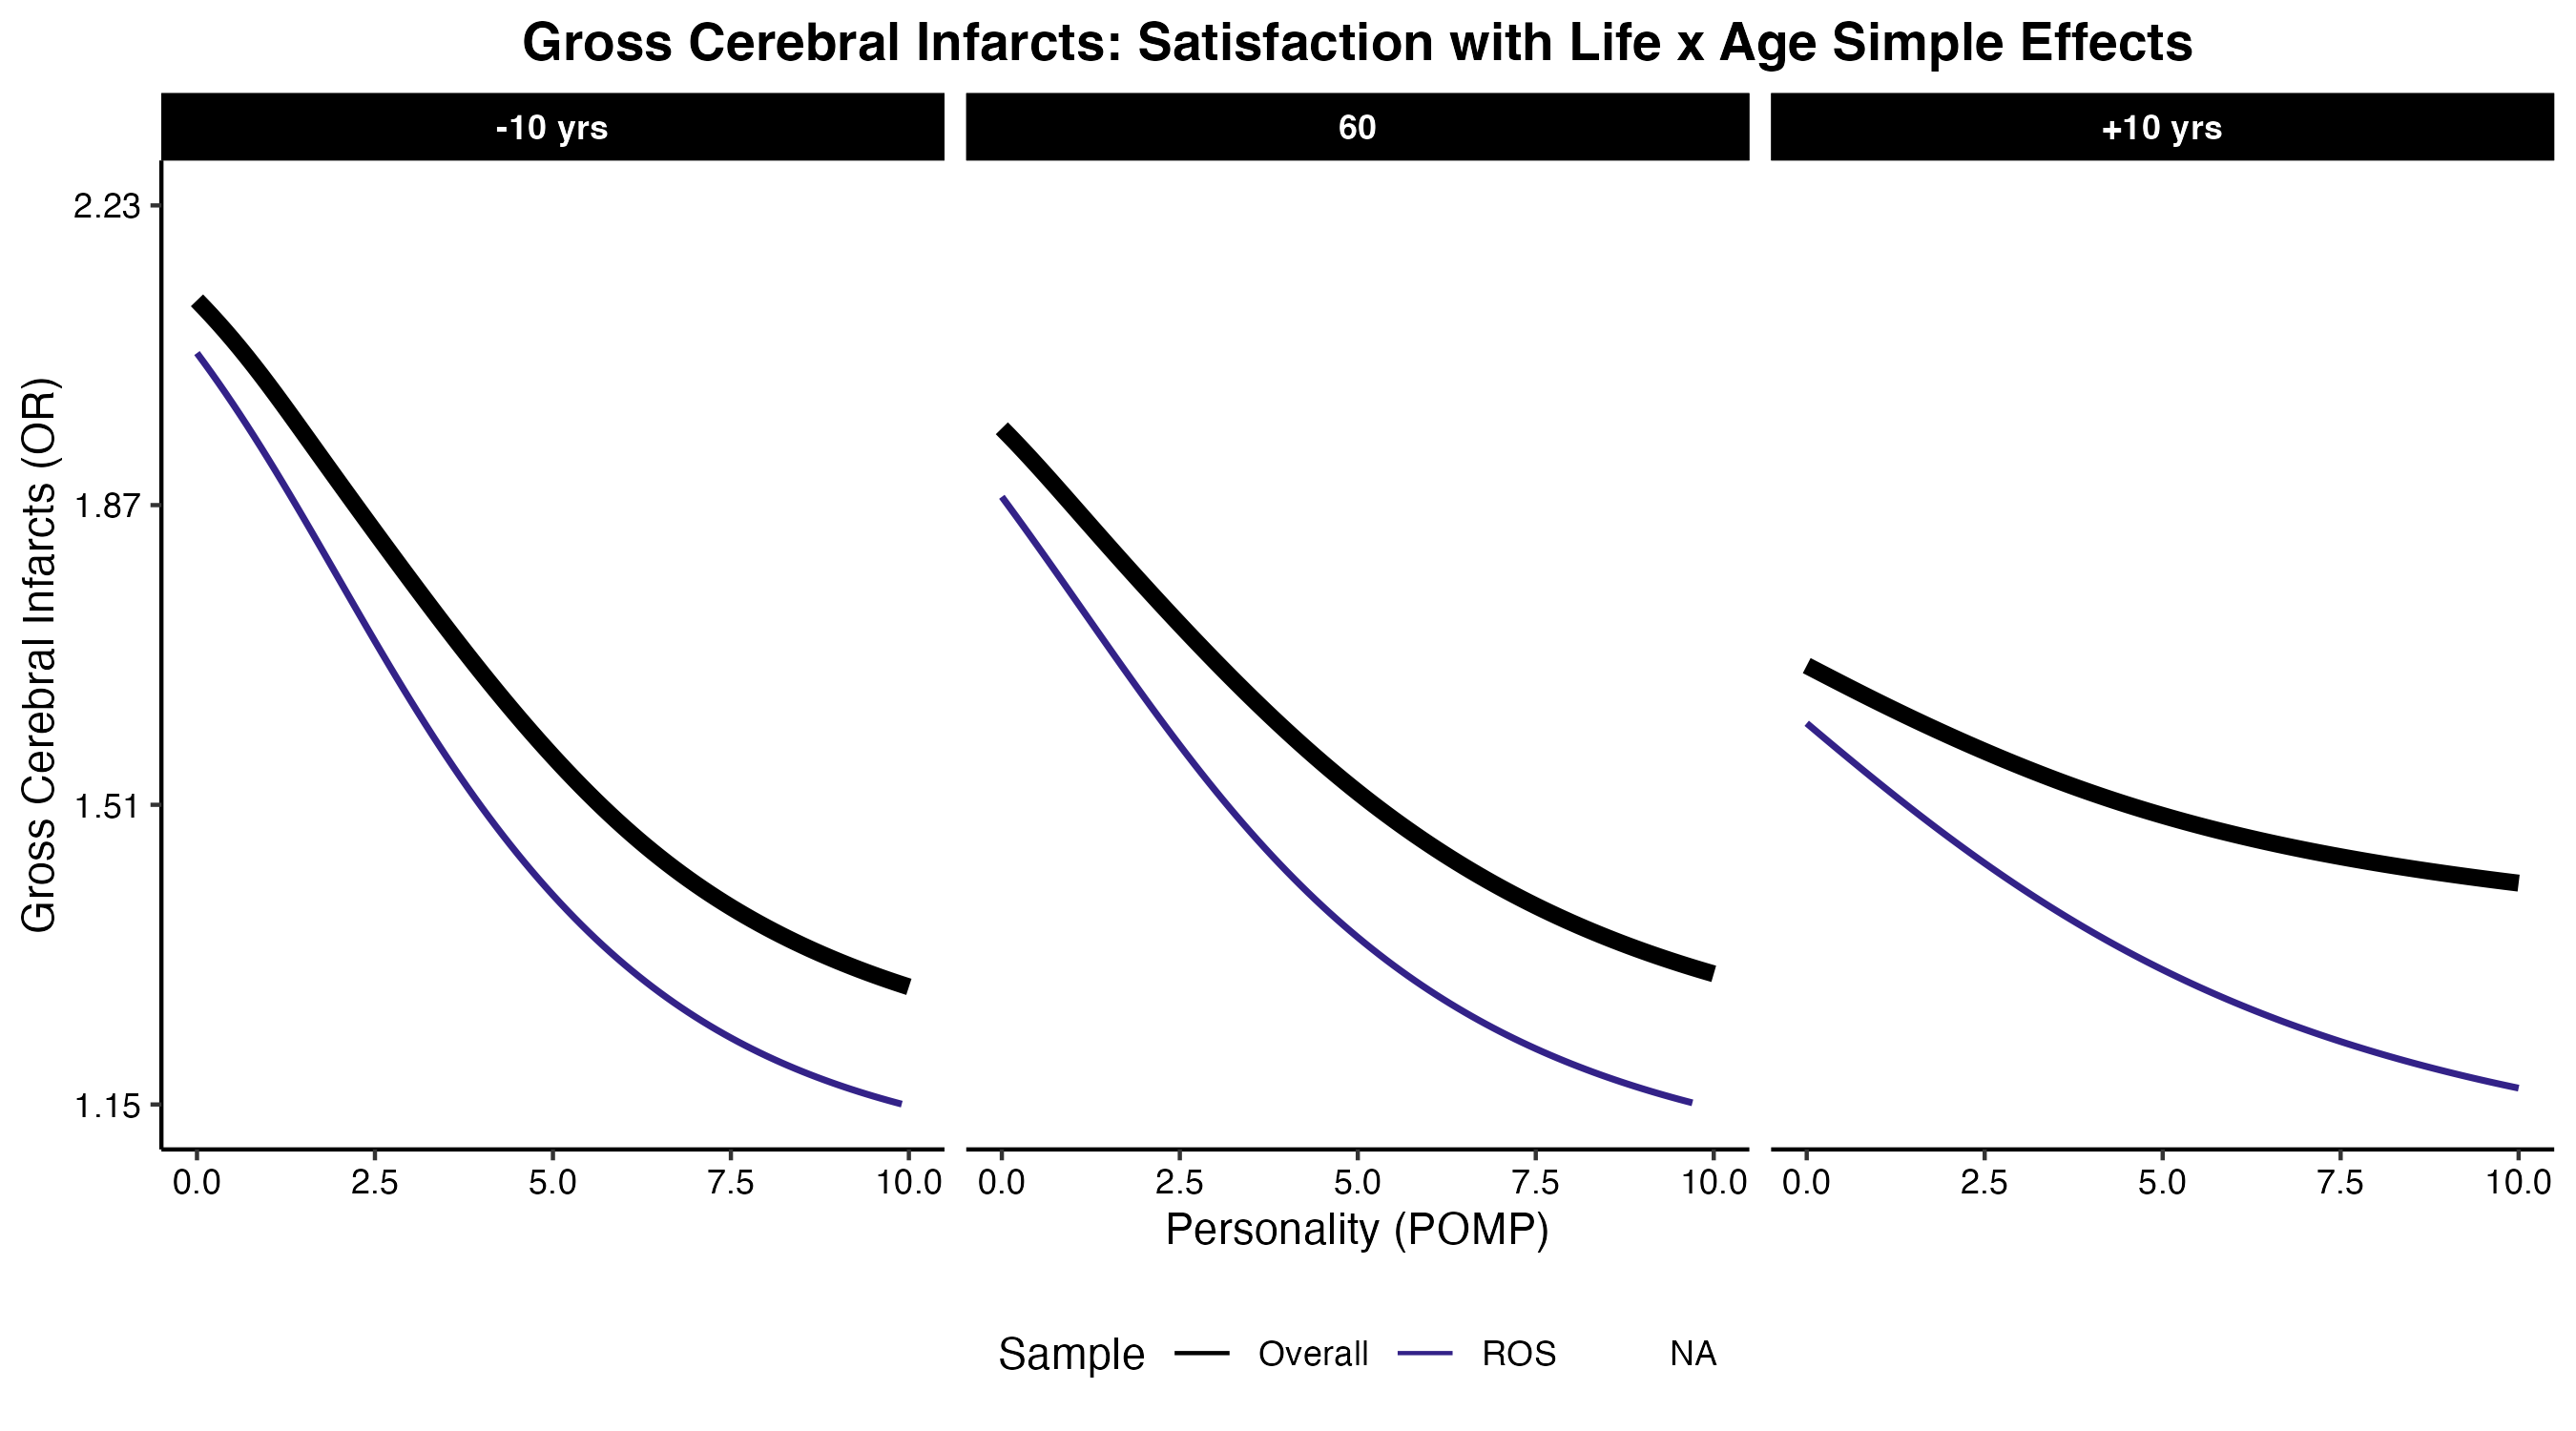 Gross Cerebral Infarcts: Satisfaction with Life x Age Simple Effects
-10 yrs
60
+10 yrs
Gross Cerebral Infarcts (OR)
2.23
1.87
1.51
1.15
0.0 2.5 5.0 7.5 10.0 0.0 2.5 5.0 7.5 10.0 0.0 2.5 5.0 7.5 10.0
Personality (POMP)
Sample Overall ROS NA